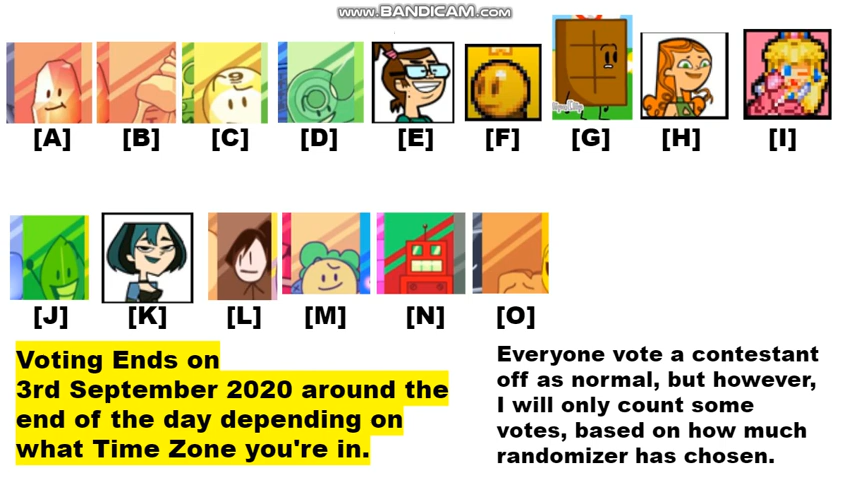 www.BANDICAM.com
[A] [B] [C] [D] [E] [F] [G] [H] [I]
[J] [K] [L] [M] [N] [O]
Voting Ends on
3rd September 2020 around the
end of the day depending on
what Time Zone you're in.
Everyone vote a contestant
off as normal, but however,
I will only count some
votes, based on how much
randomizer has chosen.